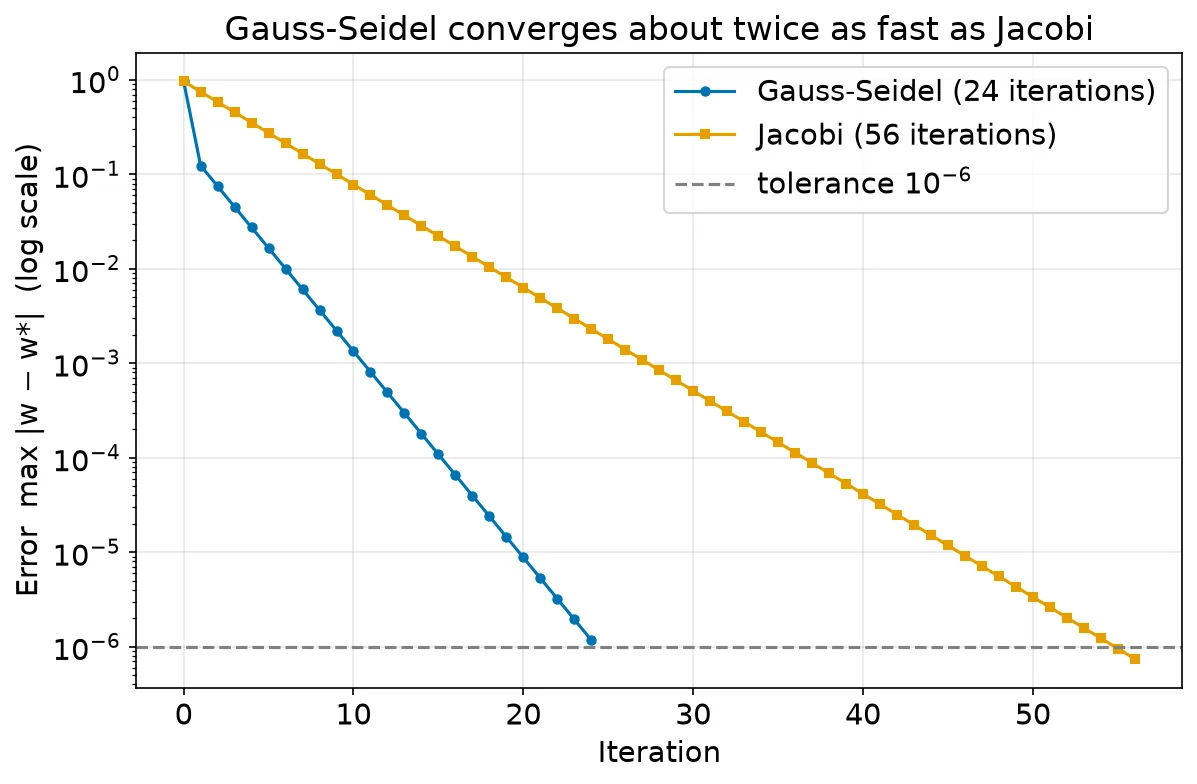 Gauss-Seidel converges about twice as fast as Jacobi
Gauss-Seidel (24 iterations)
Jacobi (56 iterations)
tolerance 10⁻⁶
Error  max |w − w*|  (log scale)
10⁰
10⁻¹
10⁻²
10⁻³
10⁻⁴
10⁻⁵
10⁻⁶
0 10 20 30 40 50
Iteration